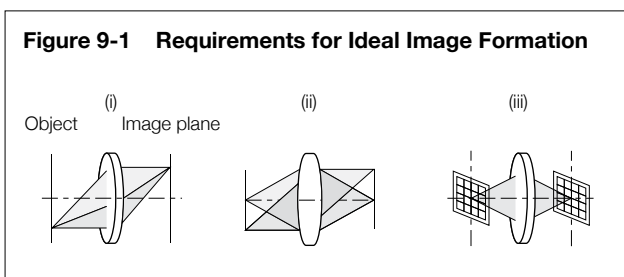 Figure 9-1 Requirements for Ideal Image Formation
(i) (ii) (iii)
Object Image plane